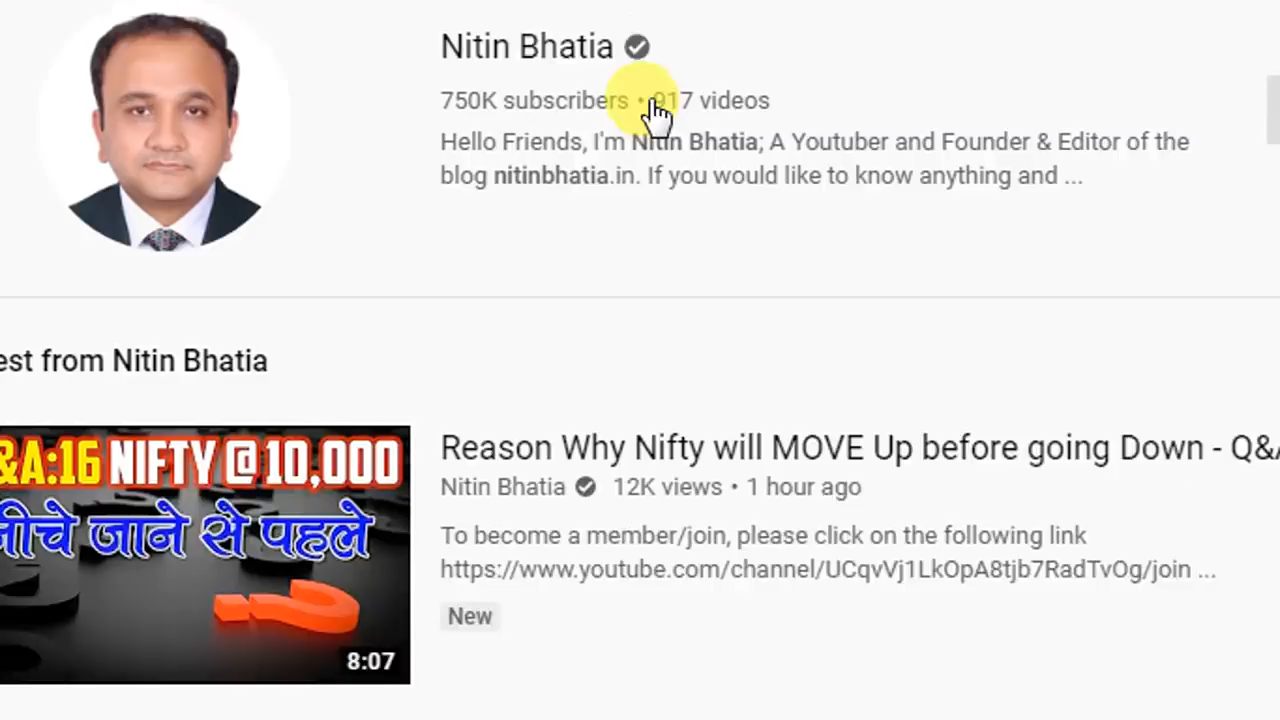 Nitin Bhatia
750K subscribers • 917 videos
Hello Friends, I'm Nitin Bhatia; A Youtuber and Founder & Editor of the
blog nitinbhatia.in. If you would like to know anything and ...
est from Nitin Bhatia
&A:16 NIFTY @ 10,000
नीचे जाने से पहले
8:07
Reason Why Nifty will MOVE Up before going Down - Q&A
Nitin Bhatia 12K views • 1 hour ago
To become a member/join, please click on the following link
https://www.youtube.com/channel/UCqvVj1LkOpA8tjb7RadTvOg/join ...
New